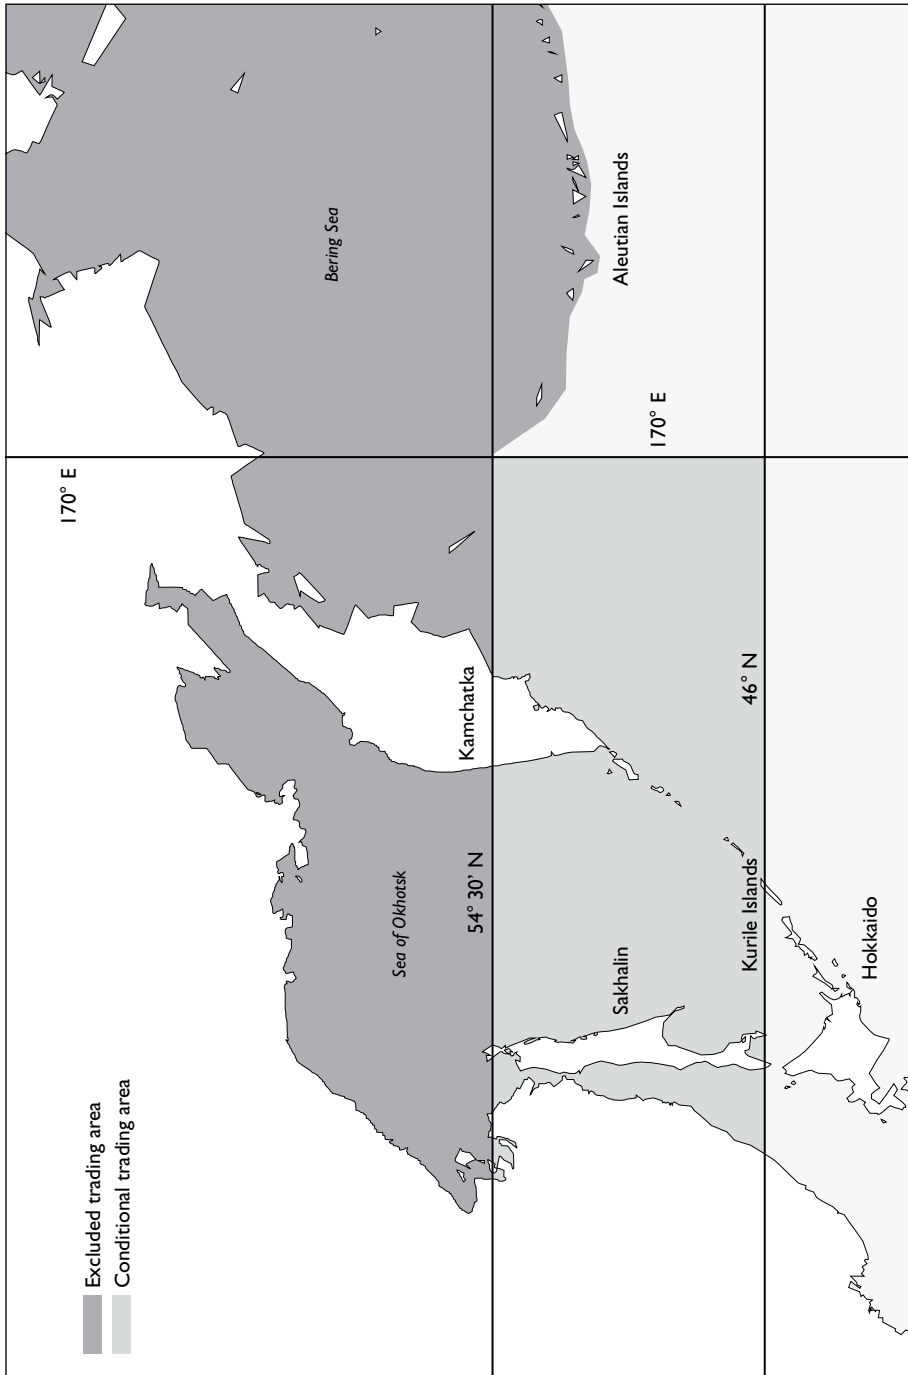 Excluded trading area
Conditional trading area
170° E
Bering Sea
Sea of Okhotsk
54° 30' N
Kamchatka
Aleutian Islands
Sakhalin
170° E
Kurile Islands
46° N
Hokkaido